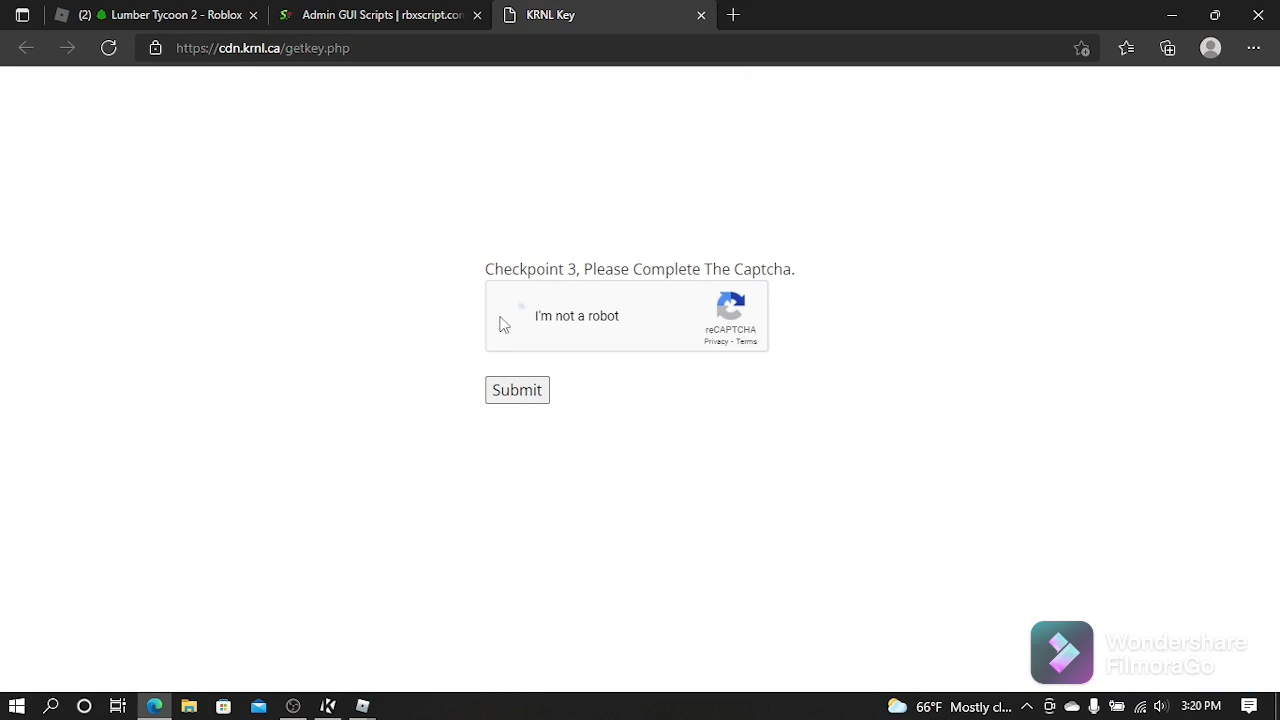 (2) Lumber Tycoon 2 - Roblox
Admin GUI Scripts | rbxscript.con
KRNL Key
https://cdn.krnl.ca/getkey.php
Checkpoint 3, Please Complete The Captcha.
I'm not a robot
reCAPTCHA
Privacy - Terms
Submit
Wondershare
FilmoraGo
66°F Mostly cl... 3:20 PM